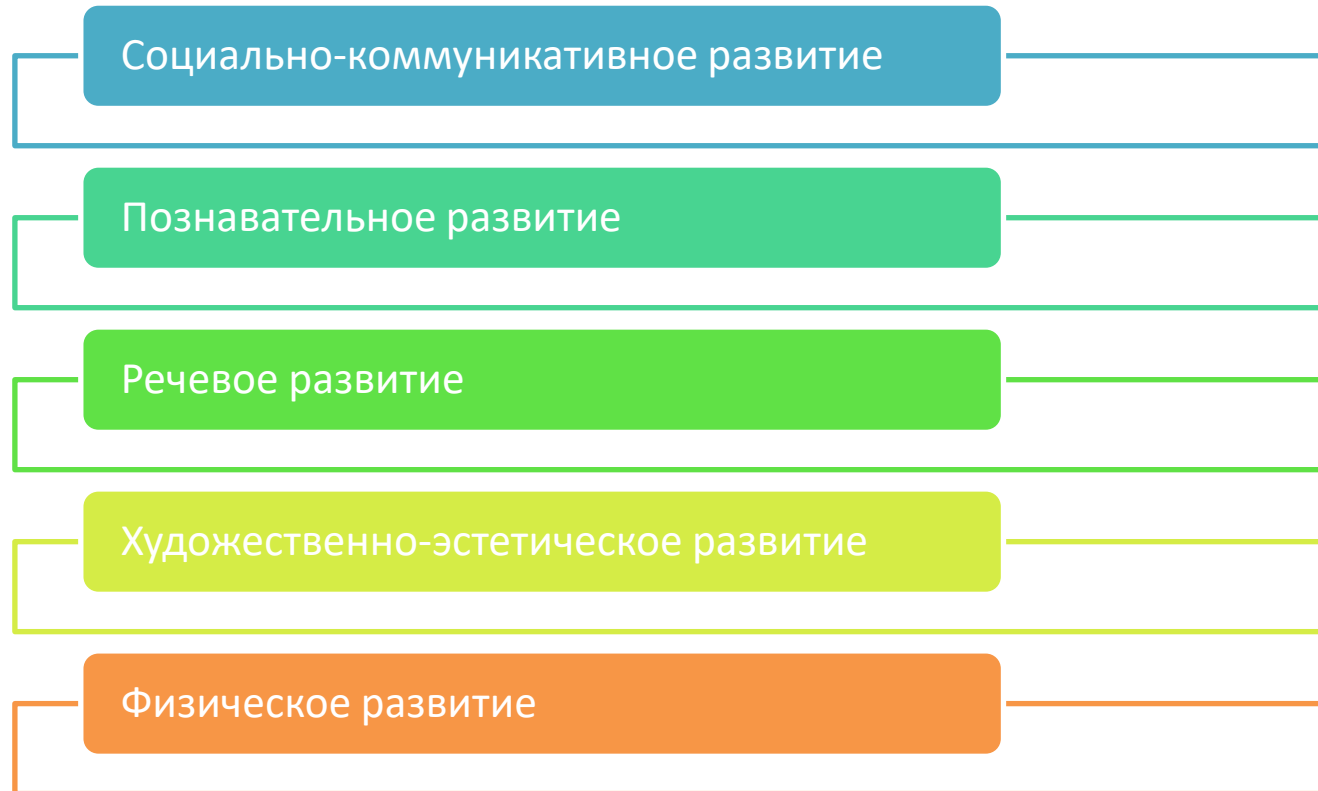 Социально-коммуникативное развитие
Познавательное развитие
Речевое развитие
Художественно-эстетическое развитие
Физическое развитие